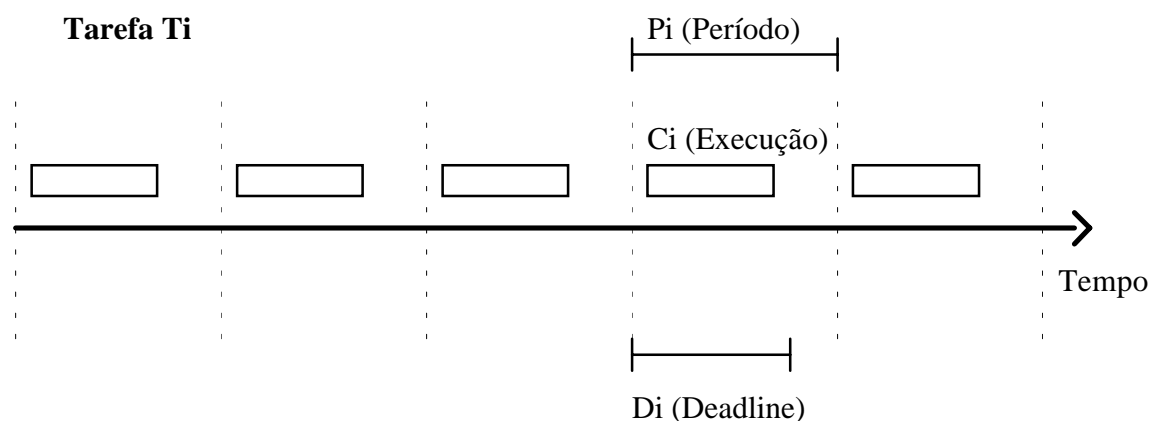 Tarefa Ti
Pi (Período)
Ci (Execução)
Tempo
Di (Deadline)